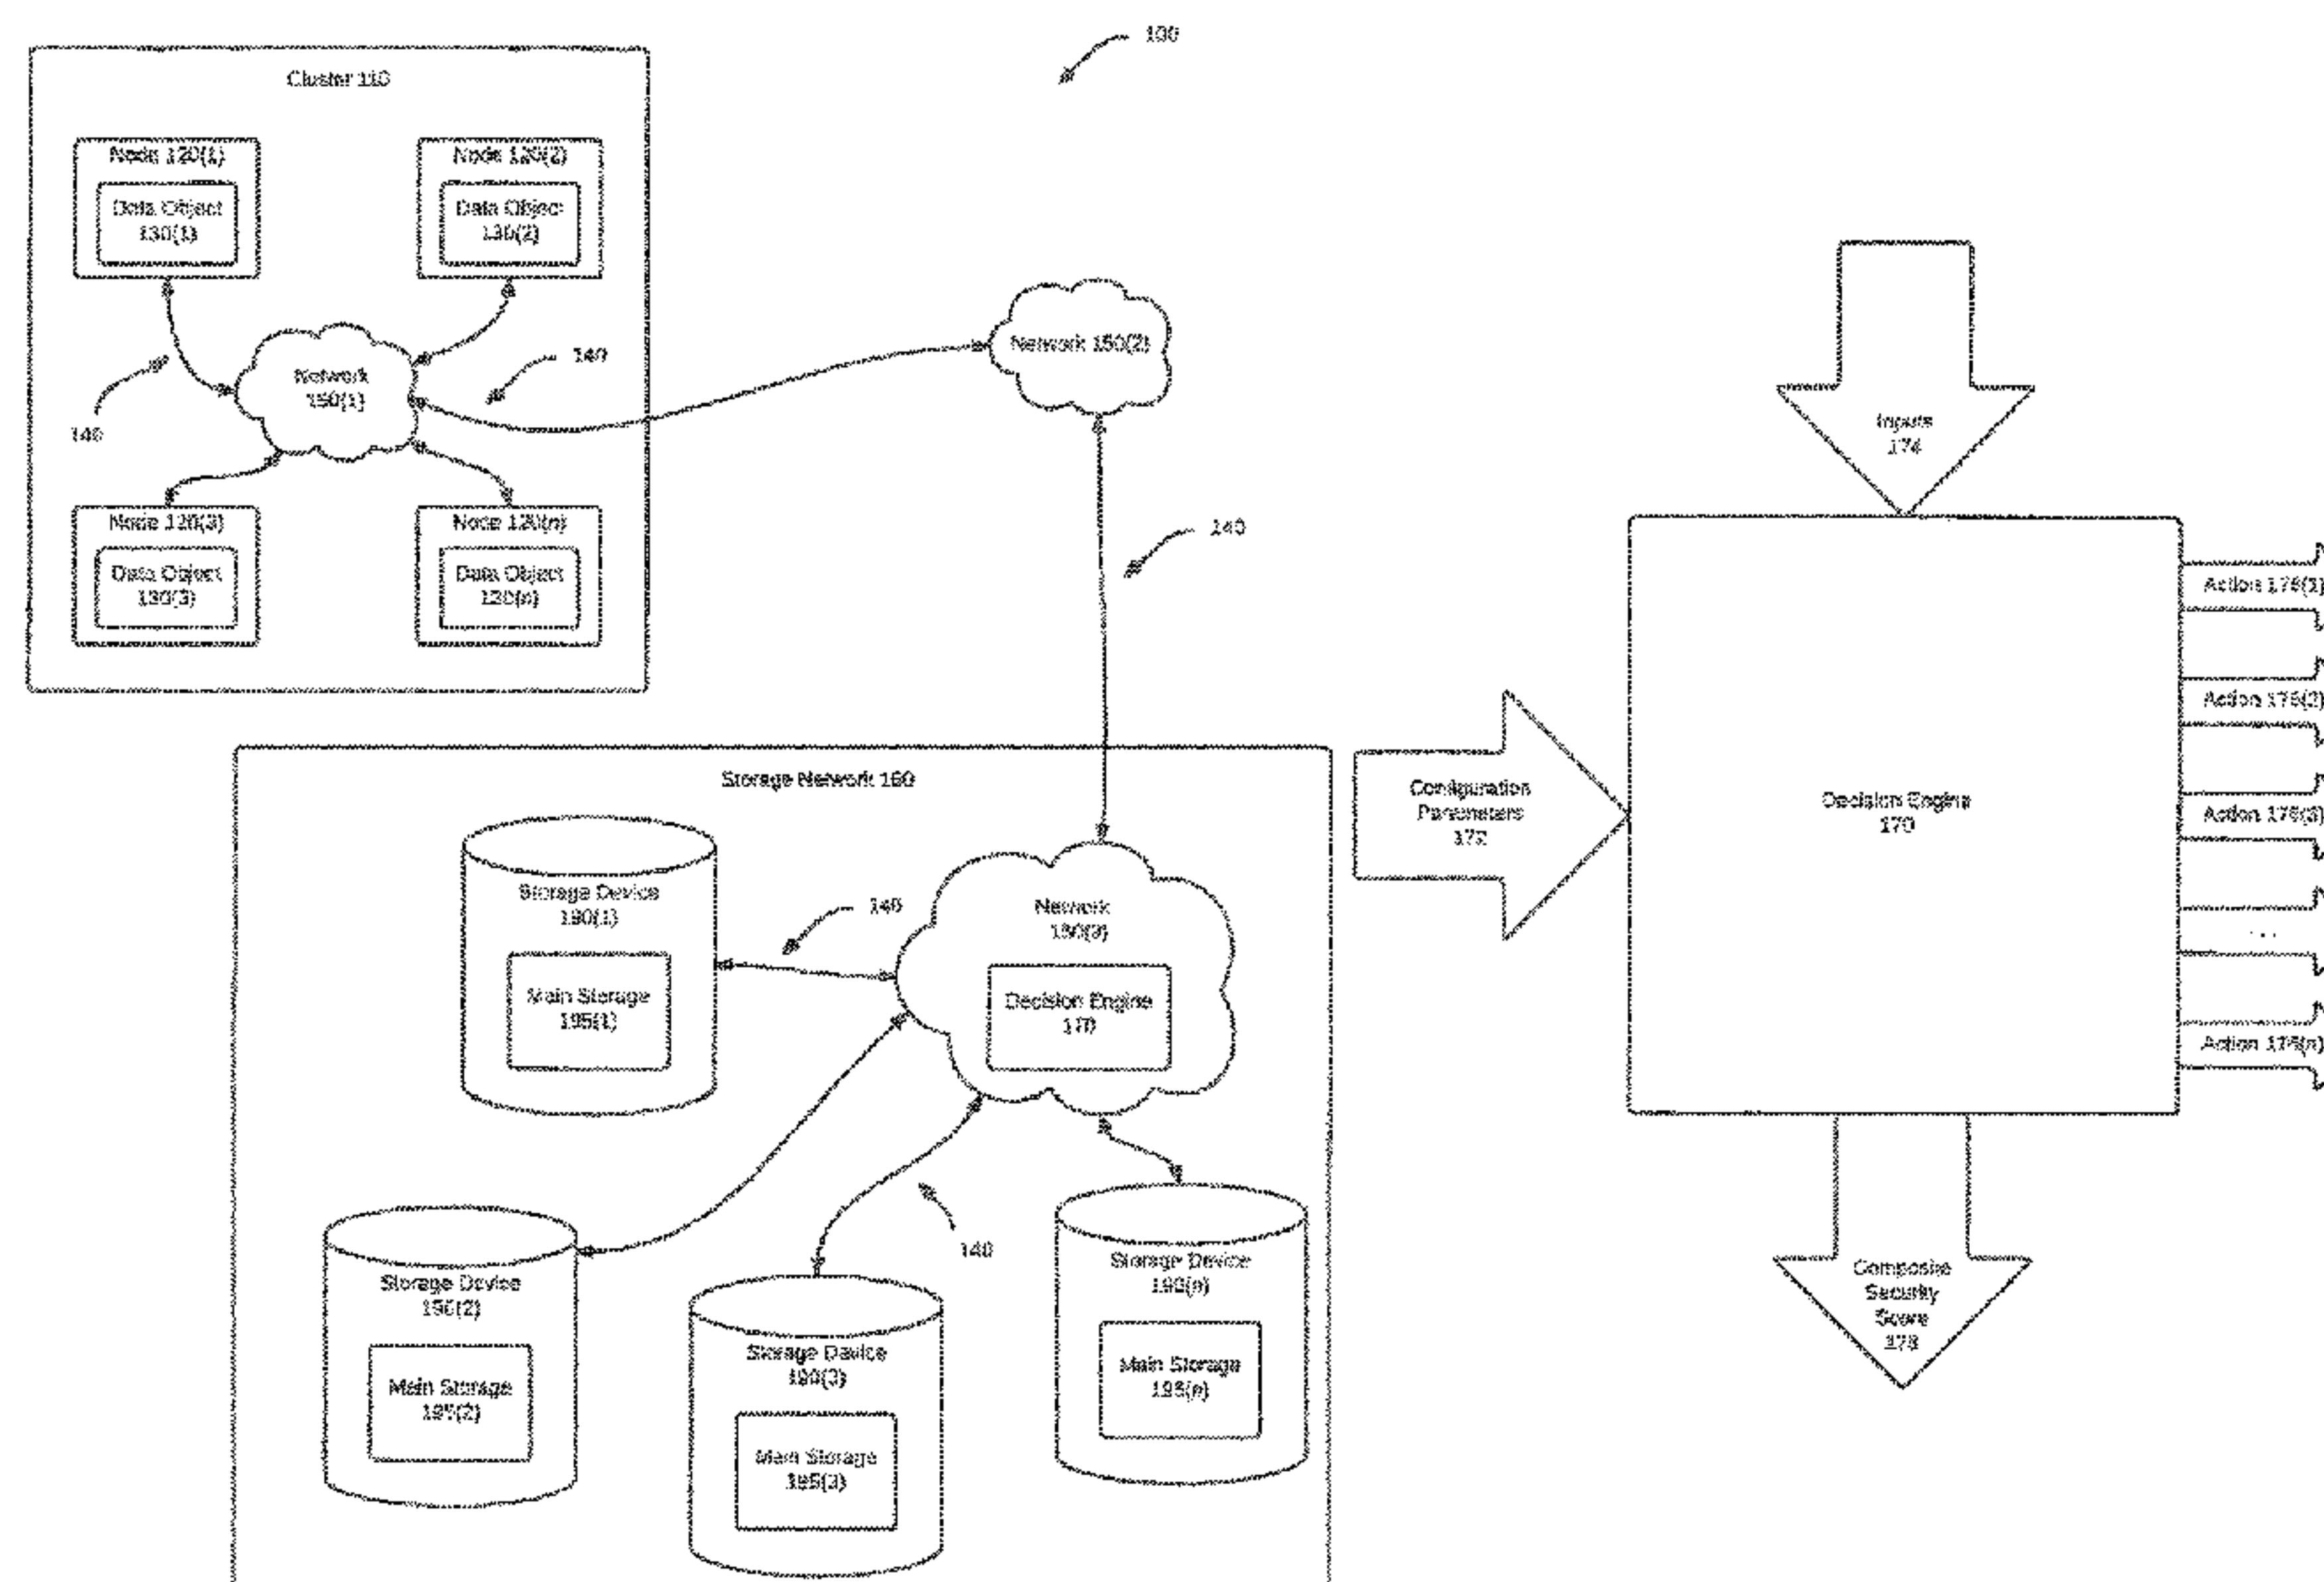 100
Cluster 110
Node 120(1)
Data Object
130(1)
Node 120(2)
Data Object
130(2)
Network
150(1)
140
140
Node 120(3)
Data Object
130(3)
Node 120(n)
Data Object
130(n)
Network 150(2)
140
Inputs
174
Configuration
Parameters
172
Decision Engine
170
Action 176(1)
Action 176(2)
Action 176(3)
...
Action 176(n)
Composite
Security
Score
178
Storage Network 160
Storage Device
190(1)
Main Storage
195(1)
140
Network
150(3)
Decision Engine
170
140
Storage Device
190(2)
Main Storage
195(2)
Storage Device
190(3)
Main Storage
195(3)
Storage Device
190(n)
Main Storage
195(n)